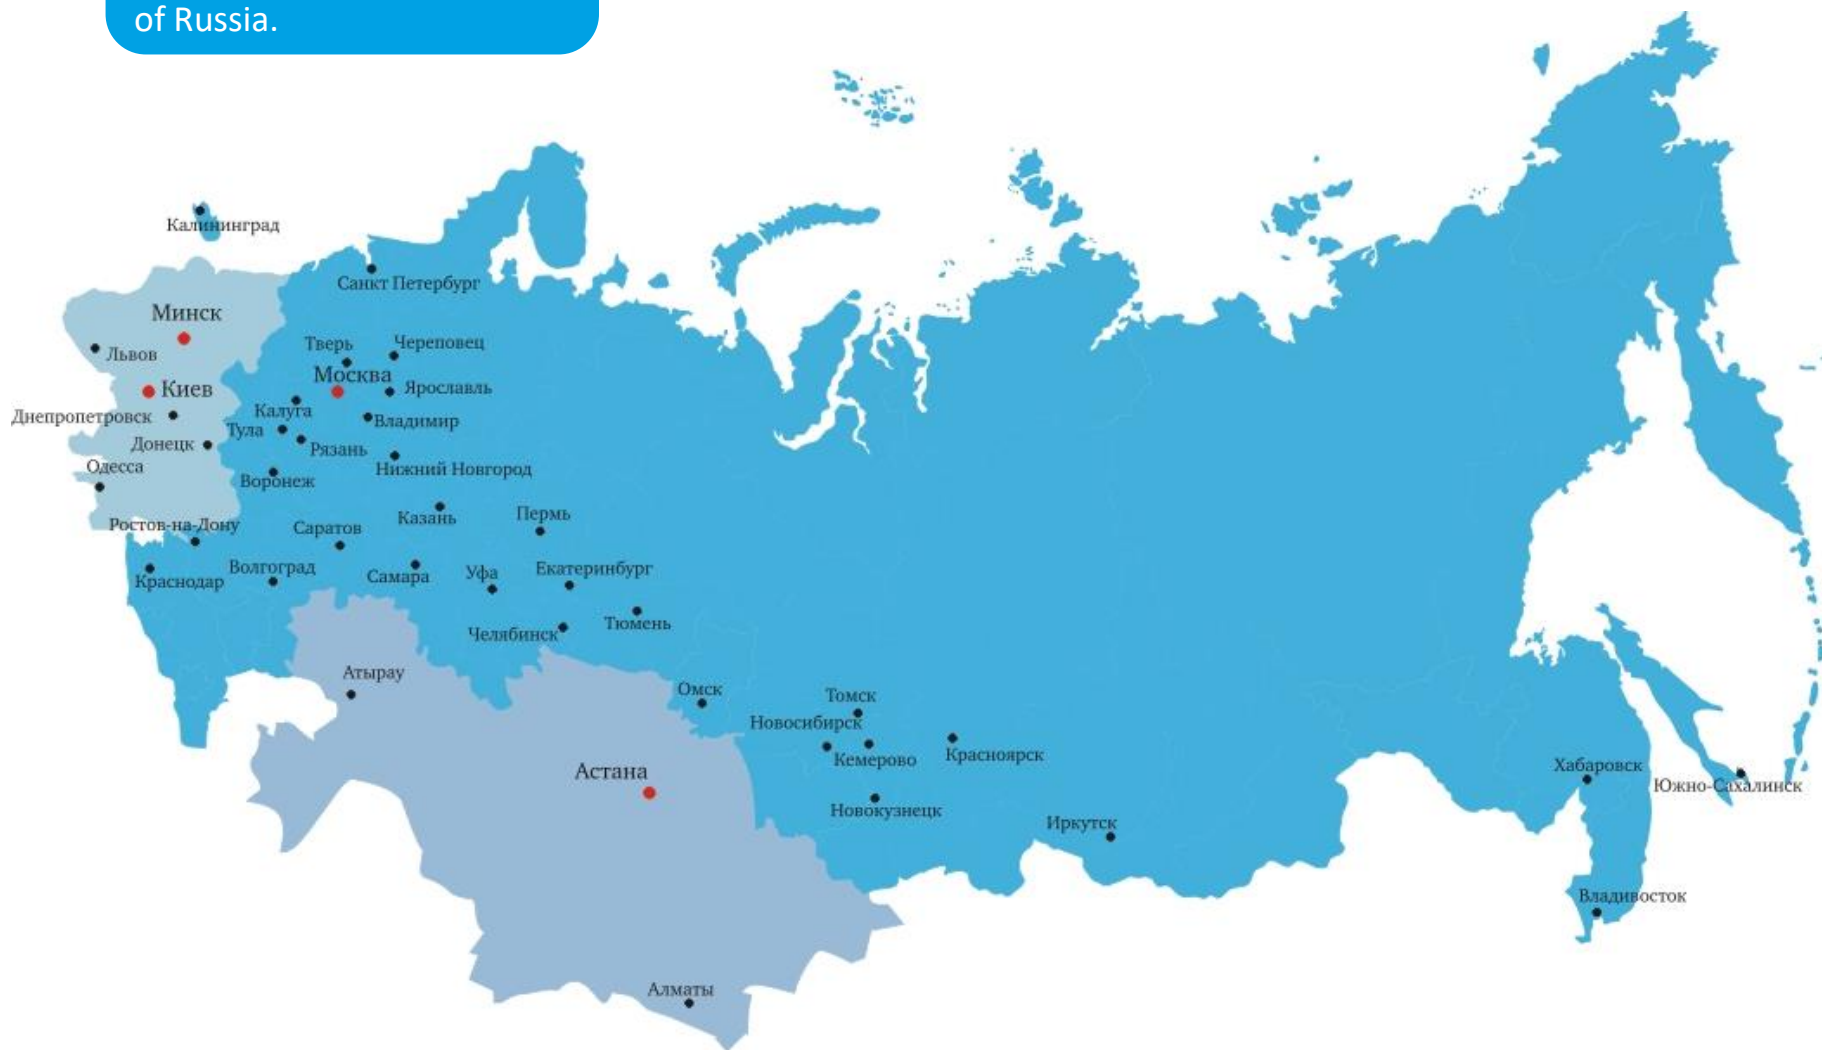 of Russia.
Калининград
Санкт Петербург
Минск
Львов
Тверь
Череповец
Москва
Киев
Ярославль
Днепропетровск
Калуга
Владимир
Тула
Донецк
Рязань
Одесса
Нижний Новгород
Воронеж
Казань
Пермь
Ростов-на-Дону
Саратов
Волгоград
Самара
Уфа
Екатеринбург
Краснодар
Тюмень
Челябинск
Атырау
Омск
Томск
Новосибирск
Красноярск
Кемерово
Хабаровск
Астана
Южно-Сахалинск
Новокузнецк
Иркутск
Владивосток
Алматы